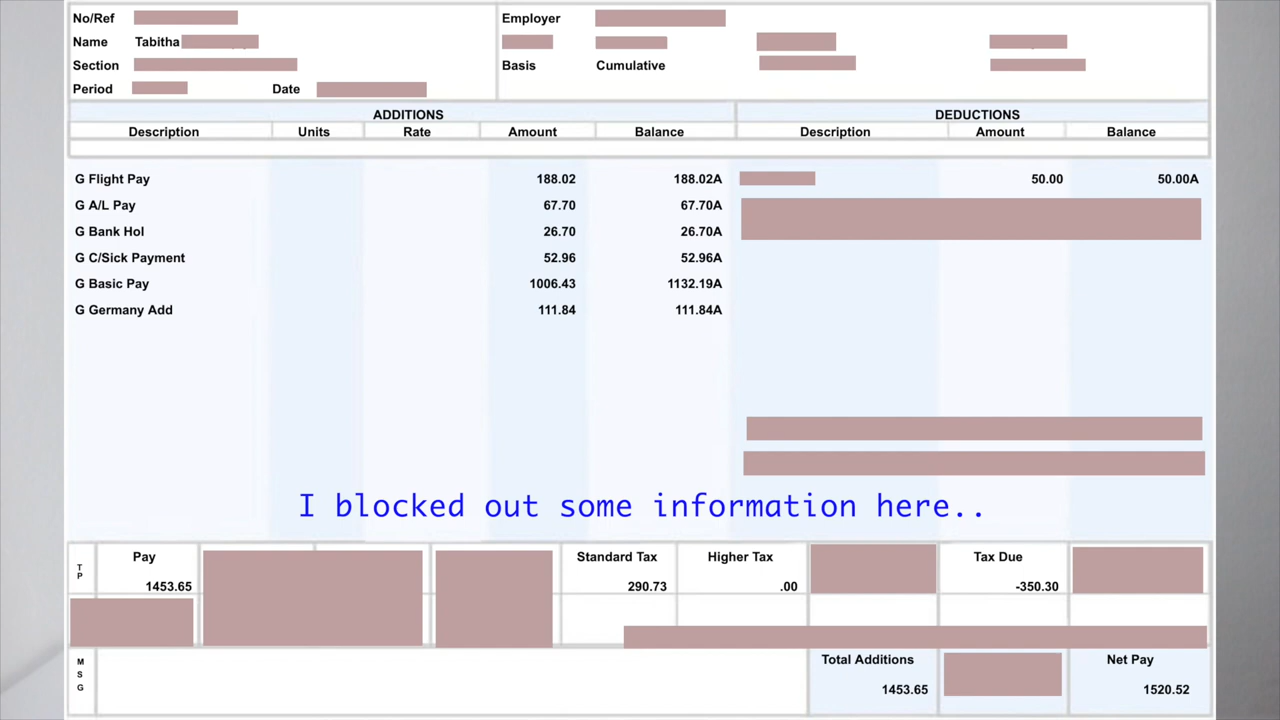 No/Ref Employer
Name Tabitha
Section Basis Cumulative
Period Date
ADDITIONS DEDUCTIONS
Description Units Rate Amount Balance Description Amount Balance
G Flight Pay 188.02 188.02A 50.00 50.00A
G A/L Pay 67.70 67.70A
G Bank Hol 26.70 26.70A
G C/Sick Payment 52.96 52.96A
G Basic Pay 1006.43 1132.19A
G Germany Add 111.84 111.84A
I blocked out some information here..
TP Pay Standard Tax Higher Tax Tax Due
1453.65 290.73 .00 -350.30
MSG Total Additions Net Pay
1453.65 1520.52